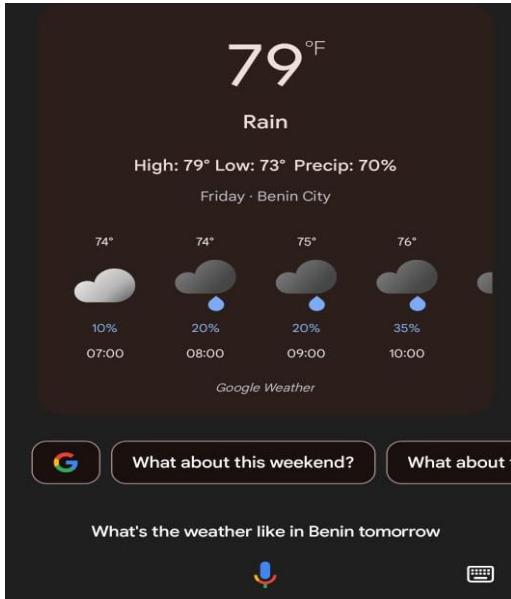 79°F
Rain
High: 79° Low: 73° Precip: 70%
Friday · Benin City
74° 74° 75° 76°
10% 20% 20% 35%
07:00 08:00 09:00 10:00
Google Weather
G What about this weekend? What about
What's the weather like in Benin tomorrow